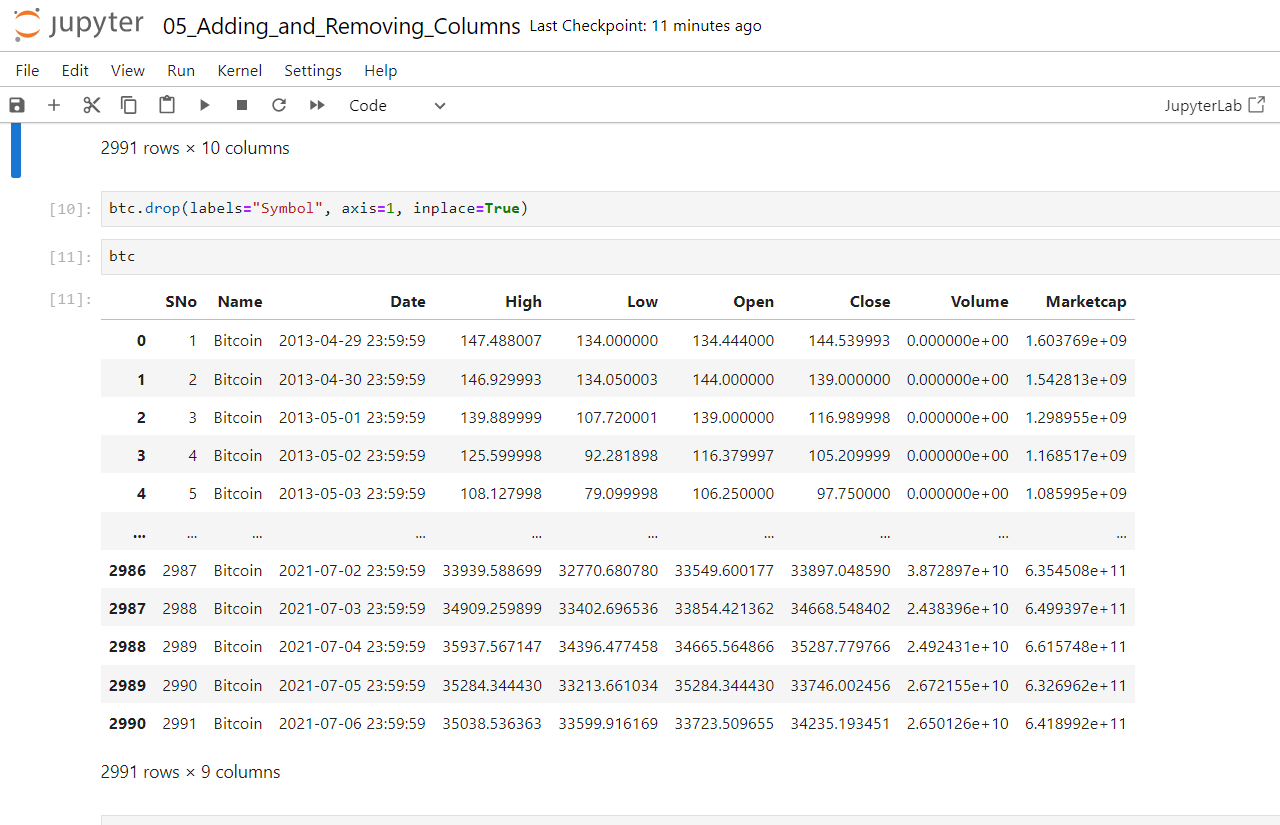 jupyter 05_Adding_and_Removing_Columns Last Checkpoint: 11 minutes ago
File Edit View Run Kernel Settings Help
Code JupyterLab
2991 rows × 10 columns
[10]: btc.drop(labels="Symbol", axis=1, inplace=True)
[11]: btc
[11]: SNo Name Date High Low Open Close Volume Marketcap
0 1 Bitcoin 2013-04-29 23:59:59 147.488007 134.000000 134.444000 144.539993 0.000000e+00 1.603769e+09
1 2 Bitcoin 2013-04-30 23:59:59 146.929993 134.050003 144.000000 139.000000 0.000000e+00 1.542813e+09
2 3 Bitcoin 2013-05-01 23:59:59 139.889999 107.720001 139.000000 116.989998 0.000000e+00 1.298955e+09
3 4 Bitcoin 2013-05-02 23:59:59 125.599998 92.281898 116.379997 105.209999 0.000000e+00 1.168517e+09
4 5 Bitcoin 2013-05-03 23:59:59 108.127998 79.099998 106.250000 97.750000 0.000000e+00 1.085995e+09
... ... ... ... ... ... ... ... ... ...
2986 2987 Bitcoin 2021-07-02 23:59:59 33939.588699 32770.680780 33549.600177 33897.048590 3.872897e+10 6.354508e+11
2987 2988 Bitcoin 2021-07-03 23:59:59 34909.259899 33402.696536 33854.421362 34668.548402 2.438396e+10 6.499397e+11
2988 2989 Bitcoin 2021-07-04 23:59:59 35937.567147 34396.477458 34665.564866 35287.779766 2.492431e+10 6.615748e+11
2989 2990 Bitcoin 2021-07-05 23:59:59 35284.344430 33213.661034 35284.344430 33746.002456 2.672155e+10 6.326962e+11
2990 2991 Bitcoin 2021-07-06 23:59:59 35038.536363 33599.916169 33723.509655 34235.193451 2.650126e+10 6.418992e+11
2991 rows × 9 columns